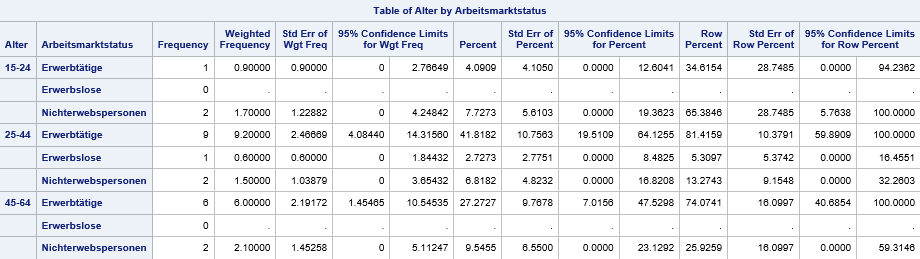 Table of Alter by Arbeitsmarktstatus
Alter Arbeitsmarktstatus Frequency Weighted Frequency Std Err of Wgt Freq 95% Confidence Limits for Wgt Freq Percent Std Err of Percent 95% Confidence Limits for Percent Row Percent Std Err of Row Percent 95% Confidence Limits for Row Percent
15-24 Erwerbtätige 1 0.90000 0.90000 0 2.76649 4.0909 4.1050 0.0000 12.6041 34.6154 28.7485 0.0000 94.2362
Erwerbslose 0 . . . . . . . . . . . .
Nichterwebspersonen 2 1.70000 1.22882 0 4.24842 7.7273 5.6103 0.0000 19.3623 65.3846 28.7485 5.7638 100.0000
25-44 Erwerbtätige 9 9.20000 2.46669 4.08440 14.31560 41.8182 10.7563 19.5109 64.1255 81.4159 10.3791 59.8909 100.0000
Erwerbslose 1 0.60000 0.60000 0 1.84432 2.7273 2.7751 0.0000 8.4825 5.3097 5.3742 0.0000 16.4551
Nichterwebspersonen 2 1.50000 1.03879 0 3.65432 6.8182 4.8232 0.0000 16.8208 13.2743 9.1548 0.0000 32.2603
45-64 Erwerbtätige 6 6.00000 2.19172 1.45465 10.54535 27.2727 9.7678 7.0156 47.5298 74.0741 16.0997 40.6854 100.0000
Erwerbslose 0 . . . . . . . . . . . .
Nichterwebspersonen 2 2.10000 1.45258 0 5.11247 9.5455 6.5500 0.0000 23.1292 25.9259 16.0997 0.0000 59.3146